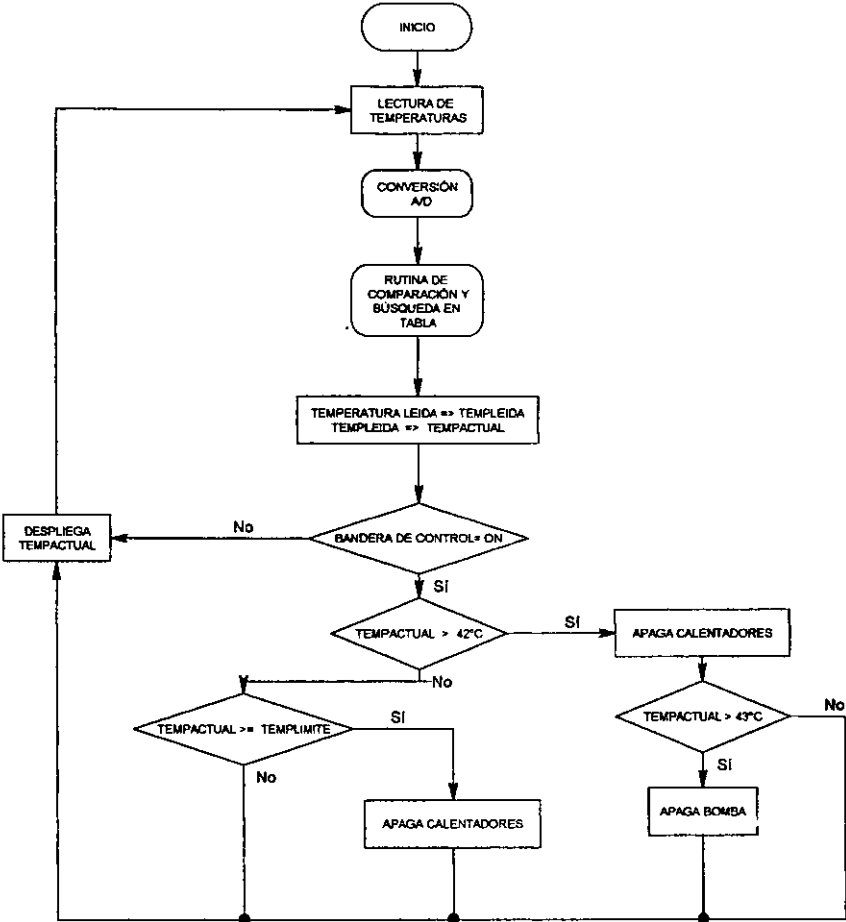 INICIO
LECTURA DE
TEMPERATURAS
CONVERSIÓN
A/D
RUTINA DE
COMPARACIÓN Y
BÚSQUEDA EN
TABLA
TEMPERATURA LEIDA => TEMPLEIDA
TEMPLEIDA => TEMPACTUAL
DESPLIEGA
TEMPACTUAL
No
BANDERA DE CONTROL= ON
Sí
TEMPACTUAL > 42°C
Sí
APAGA CALENTADORES
No
TEMPACTUAL >= TEMPLIMITE
Sí
No
TEMPACTUAL > 43°C
No
Sí
APAGA CALENTADORES
APAGA BOMBA